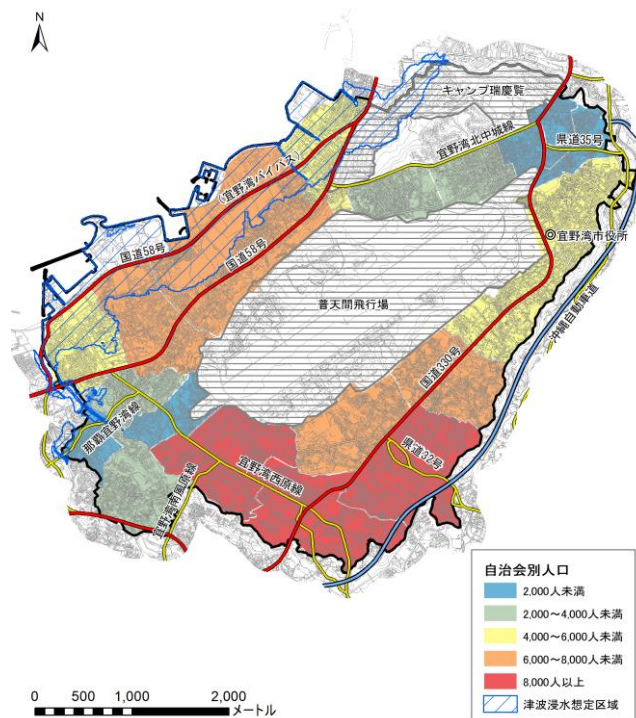 N
キャンプ瑞慶覧
県道35号
宜野湾北中城線
(宜野湾バイパス)
宜野湾市役所
国道58号
国道58号
普天間飛行場
沖縄自動車道
国道330号
那覇宜野湾線
県道32号
宜野湾西原線
宜野湾南風原線
自治会別人口
2,000人未満
2,000～4,000人未満
4,000～6,000人未満
6,000～8,000人未満
8,000人以上
津波浸水想定区域
0 500 1,000 2,000
メートル